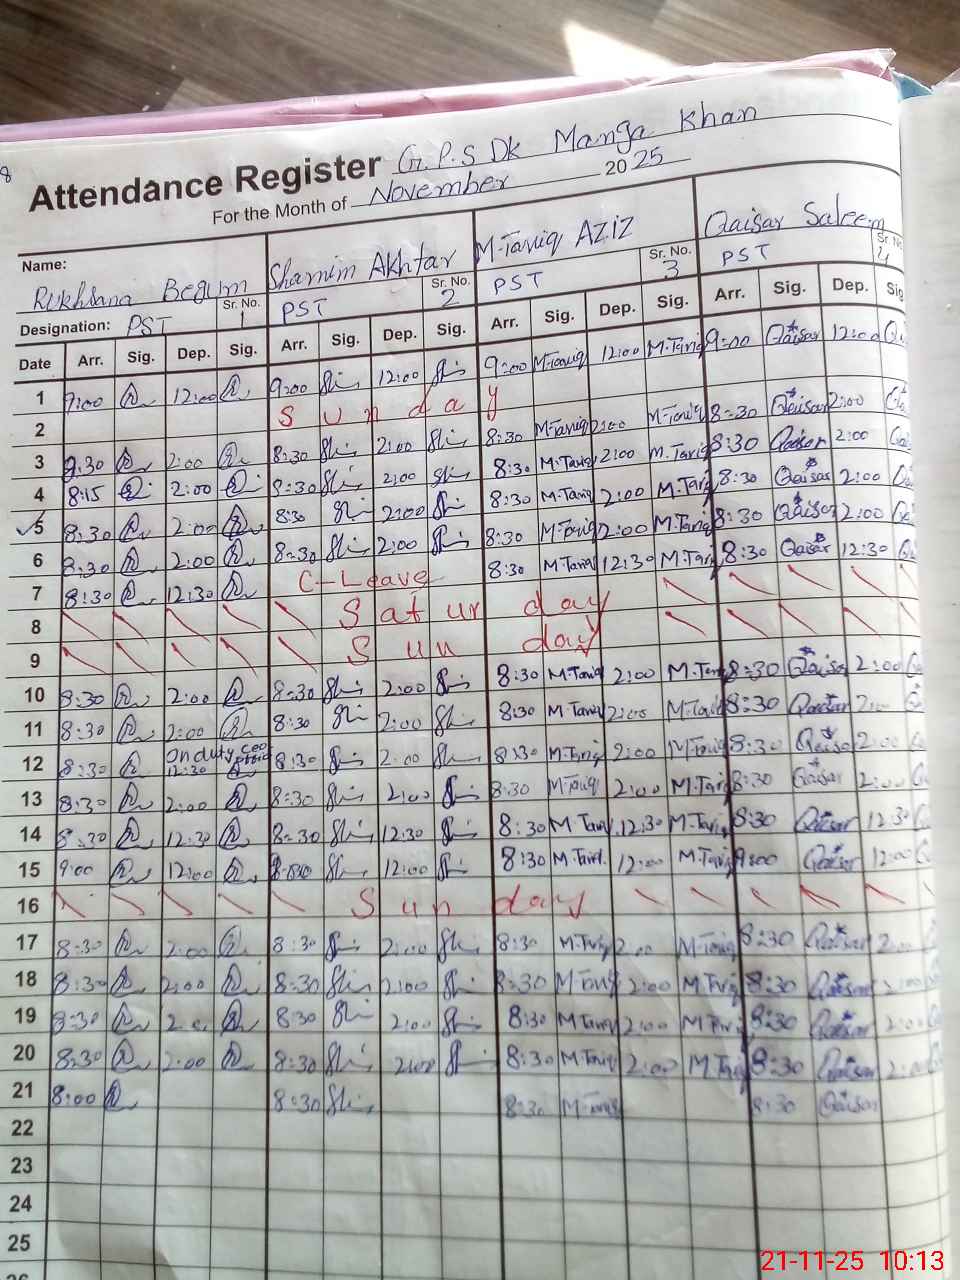 8
Attendance Register G.P.S Dk Manga Khan
For the Month of November 2025
Name: Rukhsana Begum Shamim Akhtar M.Tariq AZIZ Qaisar Saleem
Designation: PST Sr. No. 1 PST Sr. No. 2 PST Sr. No. 3 PST Sr. No. 4
Date Arr. Sig. Dep. Sig. Arr. Sig. Dep. Sig. Arr. Sig. Dep. Sig. Arr. Sig. Dep. Sig
1 9:00 12:00 9:00 12:00 9:00 M.Tariq 12:00 M.Tariq 9:00 Qaisar 12:00
2 S u n d a y
3 8:30 2:00 8:30 2:00 8:30 M.Tariq 2:00 M.Tariq 8:30 Qaisar 2:00
4 8:15 2:00 8:30 2:00 8:30 M.Tariq 2:00 M.Tariq 8:30 Qaisar 2:00
5 8:30 2:00 8:30 2:00 8:30 M.Tariq 2:00 M.Tariq 8:30 Qaisar 2:00
6 8:30 2:00 8:30 2:00 8:30 M.Tariq 2:00 M.Tariq 8:30 Qaisar 2:00
7 8:30 12:30 C-Leave 8:30 M.Tariq 12:30 M.Tariq 8:30 Qaisar 12:30
8 S a t u r d a y
9 S u n d a y
10 8:30 2:00 8:30 2:00 8:30 M.Tariq 2:00 M.Tariq 8:30 Qaisar 2:00
11 8:30 2:00 8:30 2:00 8:30 M.Tariq 2:00 M.Tariq 8:30 Qaisar 2:00
12 8:30 On duty 12:30 8:30 2:00 8:30 M.Tariq 2:00 M.Tariq 8:30 Qaisar 2:00
13 8:30 2:00 8:30 2:00 8:30 M.Tariq 2:00 M.Tariq 8:30 Qaisar 2:00
14 8:30 12:30 8:30 12:30 8:30 M.Tariq 12:30 M.Tariq 8:30 Qaisar 12:30
15 9:00 12:00 12:00 8:30 M.Tariq 12:00 M.Tariq 9:00 Qaisar 12:00
16 S u n d a y
17 8:30 2:00 8:30 2:00 8:30 M.Tariq 2:00 M.Tariq 8:30 Qaisar 2:00
18 8:30 2:00 8:30 2:00 8:30 M.Tariq 2:00 M.Tariq 8:30 Qaisar 2:00
19 8:30 8:30 2:00 8:30 M.Tariq 2:00 M.Tariq 8:30 Qaisar 2:00
20 8:30 2:00 8:30 2:00 8:30 M.Tariq 2:00 M.Tariq 8:30 Qaisar 2:00
21 8:00 8:30 8:30 M.Tariq 8:30 Qaisar
22
23
24
25
21-11-25 10:13